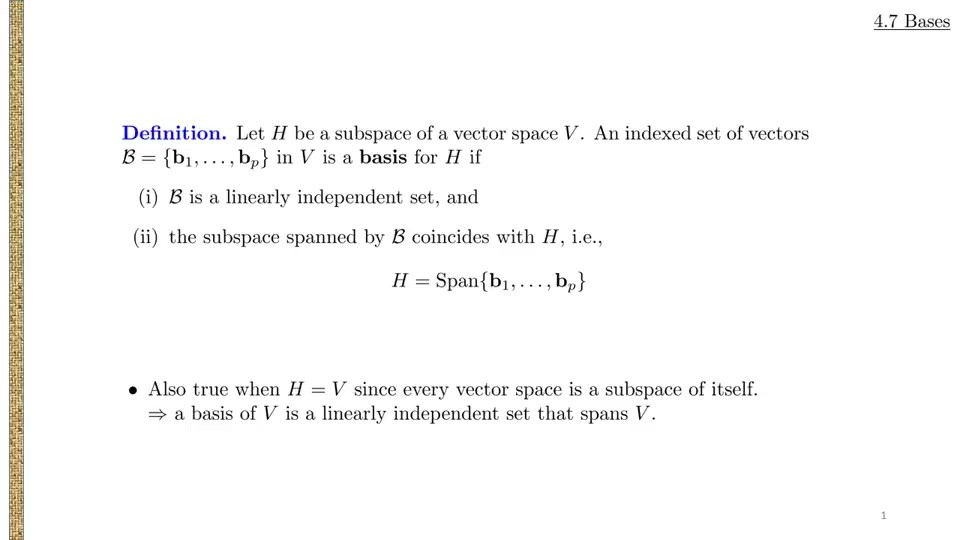 4.7 Bases
Definition. Let H be a subspace of a vector space V. An indexed set of vectors
ℬ = {b₁, . . . , bₚ} in V is a basis for H if
(i) ℬ is a linearly independent set, and
(ii) the subspace spanned by ℬ coincides with H, i.e.,
H = Span{b₁, . . . , bₚ}
• Also true when H = V since every vector space is a subspace of itself.
⇒ a basis of V is a linearly independent set that spans V.
1